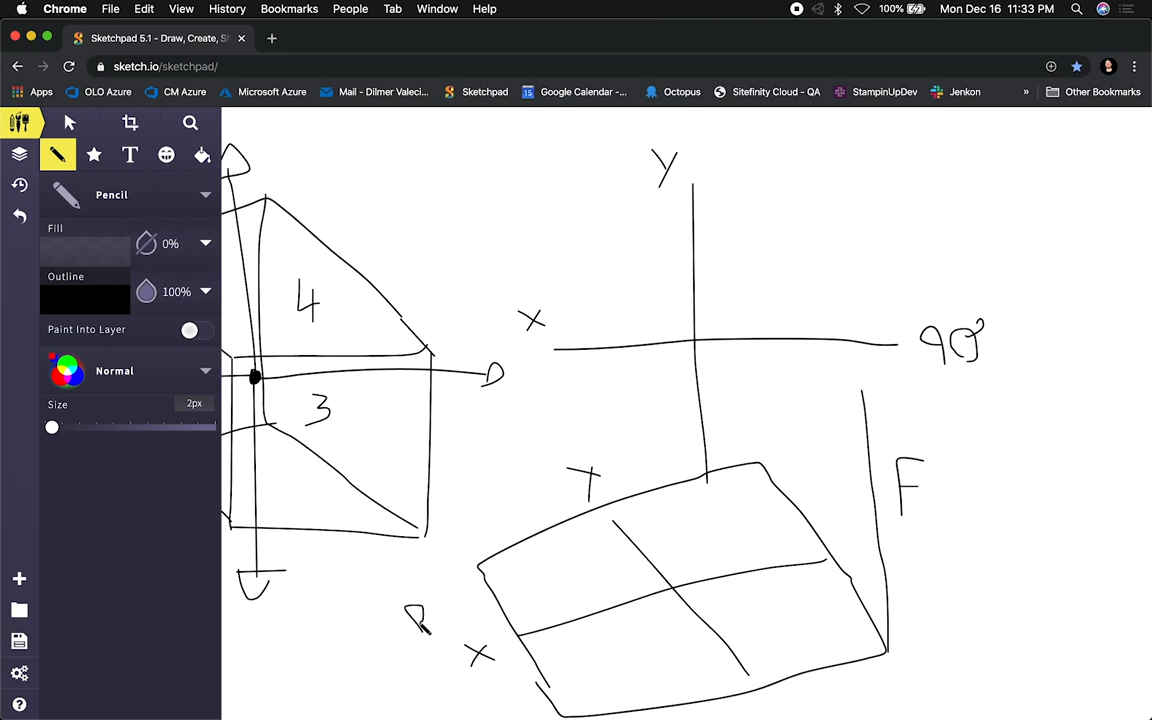 Chrome File Edit View History Bookmarks People Tab Window Help 100% Mon Dec 16 11:33 PM
Sketchpad 5.1 - Draw, Create, Sh
sketch.io/sketchpad/
Apps OLO Azure CM Azure Microsoft Azure Mail - Dilmer Valeci... Sketchpad Google Calendar -... Octopus Sitefinity Cloud - QA StampinUpDev Jenkon » Other Bookmarks
Pencil
Fill
0%
Outline
100%
Paint Into Layer
Normal
Size 2px
Y
4
X
90°
3
T
F
R
X